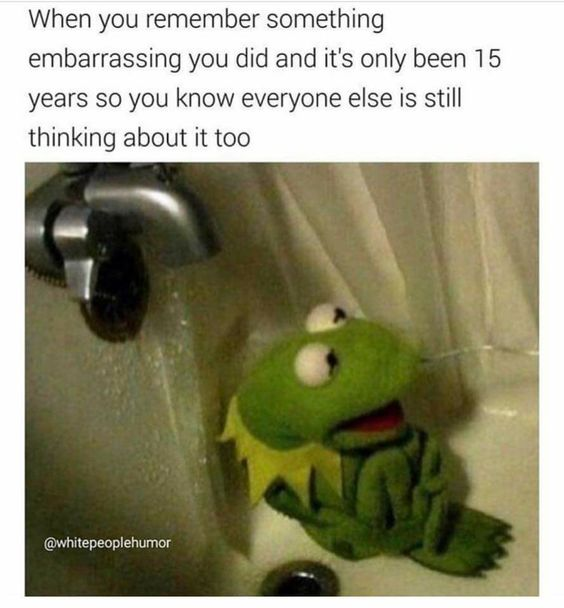 When you remember something
embarrassing you did and it's only been 15
years so you know everyone else is still
thinking about it too
@whitepeoplehumor